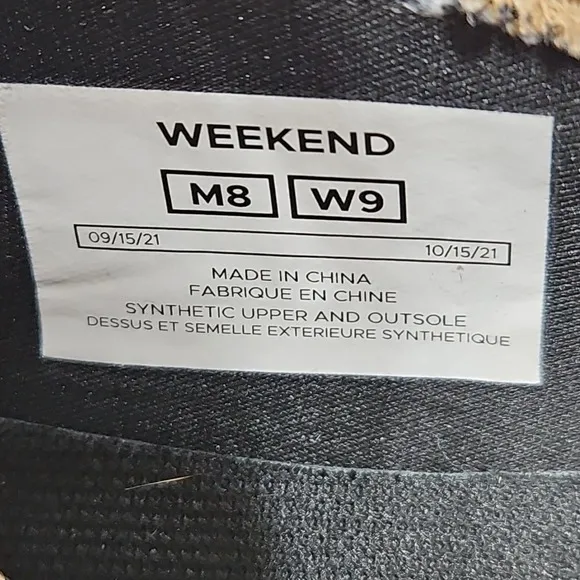 WEEKEND
M8 W9
09/15/21 10/15/21
MADE IN CHINA
FABRIQUE EN CHINE
SYNTHETIC UPPER AND OUTSOLE
DESSUS ET SEMELLE EXTERIEURE SYNTHETIQUE